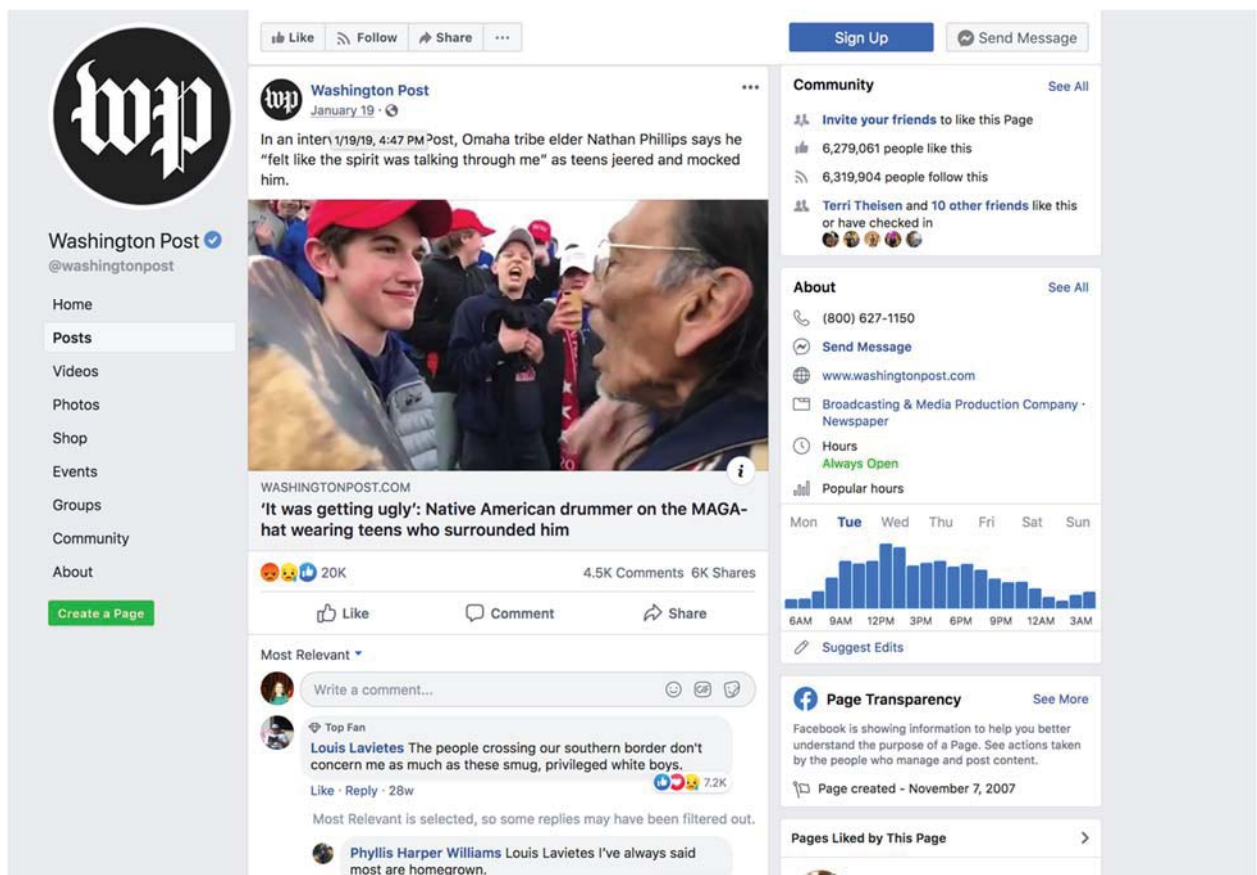 wp
Washington Post
@washingtonpost
Home
Posts
Videos
Photos
Shop
Events
Groups
Community
About
Create a Page
Like
Follow
Share
...
wp
Washington Post
January 19 ·
In an interv 1/19/19, 4:47 PM Post, Omaha tribe elder Nathan Phillips says he
“felt like the spirit was talking through me” as teens jeered and mocked
him.
i
WASHINGTONPOST.COM
‘It was getting ugly’: Native American drummer on the MAGA-
hat wearing teens who surrounded him
20K
4.5K Comments 6K Shares
Like
Comment
Share
Most Relevant
Write a comment...
GIF
Top Fan
Louis Lavietes The people crossing our southern border don't
concern me as much as these smug, privileged white boys.
7.2K
Like · Reply · 28w
Most Relevant is selected, so some replies may have been filtered out.
Phyllis Harper Williams Louis Lavietes I've always said
most are homegrown.
Sign Up
Send Message
Community
See All
Invite your friends to like this Page
6,279,061 people like this
6,319,904 people follow this
Terri Theisen and 10 other friends like this
or have checked in
About
See All
(800) 627-1150
Send Message
www.washingtonpost.com
Broadcasting & Media Production Company ·
Newspaper
Hours
Always Open
Popular hours
Mon Tue Wed Thu Fri Sat Sun
6AM 9AM 12PM 3PM 6PM 9PM 12AM 3AM
Suggest Edits
Page Transparency
See More
Facebook is showing information to help you better
understand the purpose of a Page. See actions taken
by the people who manage and post content.
Page created - November 7, 2007
Pages Liked by This Page